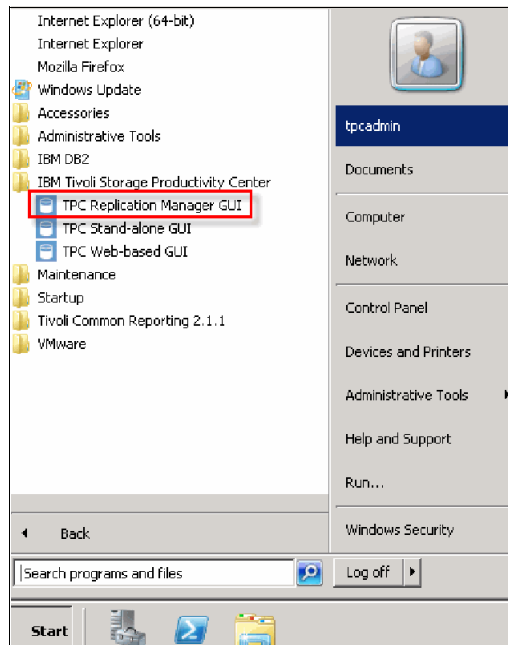 Internet Explorer (64-bit)
Internet Explorer
Mozilla Firefox
Windows Update
Accessories
Administrative Tools
IBM DB2
IBM Tivoli Storage Productivity Center
TPC Replication Manager GUI
TPC Stand-alone GUI
TPC Web-based GUI
Maintenance
Startup
Tivoli Common Reporting 2.1.1
VMware
Back
Search programs and files
tpcadmin
Documents
Computer
Network
Control Panel
Devices and Printers
Administrative Tools
Help and Support
Run...
Windows Security
Log off
Start